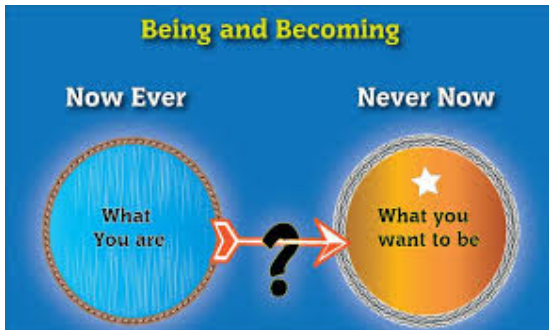 Being and Becoming
Now Ever
Never Now
What
You are
?
What you
want to be